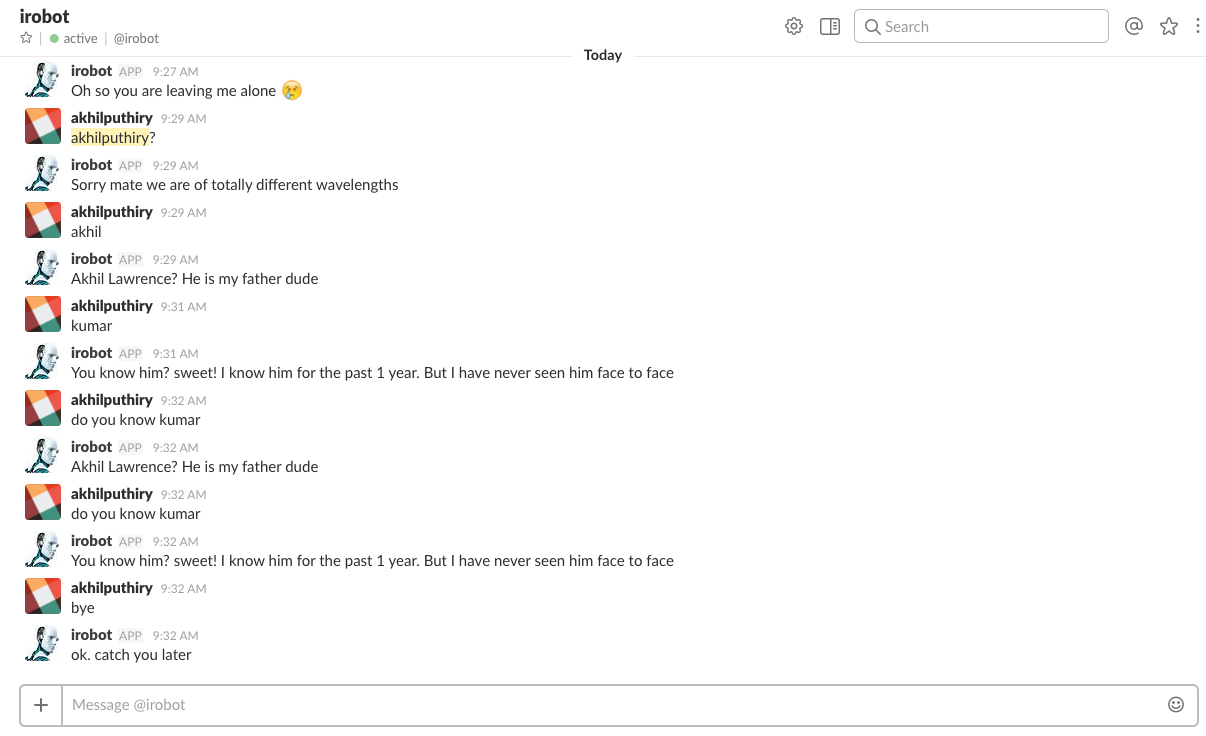 irobot
active | @irobot
Search
Today
irobot APP 9:27 AM
Oh so you are leaving me alone 😢
akhilputhiry 9:29 AM
akhilputhiry?
irobot APP 9:29 AM
Sorry mate we are of totally different wavelengths
akhilputhiry 9:29 AM
akhil
irobot APP 9:29 AM
Akhil Lawrence? He is my father dude
akhilputhiry 9:31 AM
kumar
irobot APP 9:31 AM
You know him? sweet! I know him for the past 1 year. But I have never seen him face to face
akhilputhiry 9:32 AM
do you know kumar
irobot APP 9:32 AM
Akhil Lawrence? He is my father dude
akhilputhiry 9:32 AM
do you know kumar
irobot APP 9:32 AM
You know him? sweet! I know him for the past 1 year. But I have never seen him face to face
akhilputhiry 9:32 AM
bye
irobot APP 9:32 AM
ok. catch you later
Message @irobot